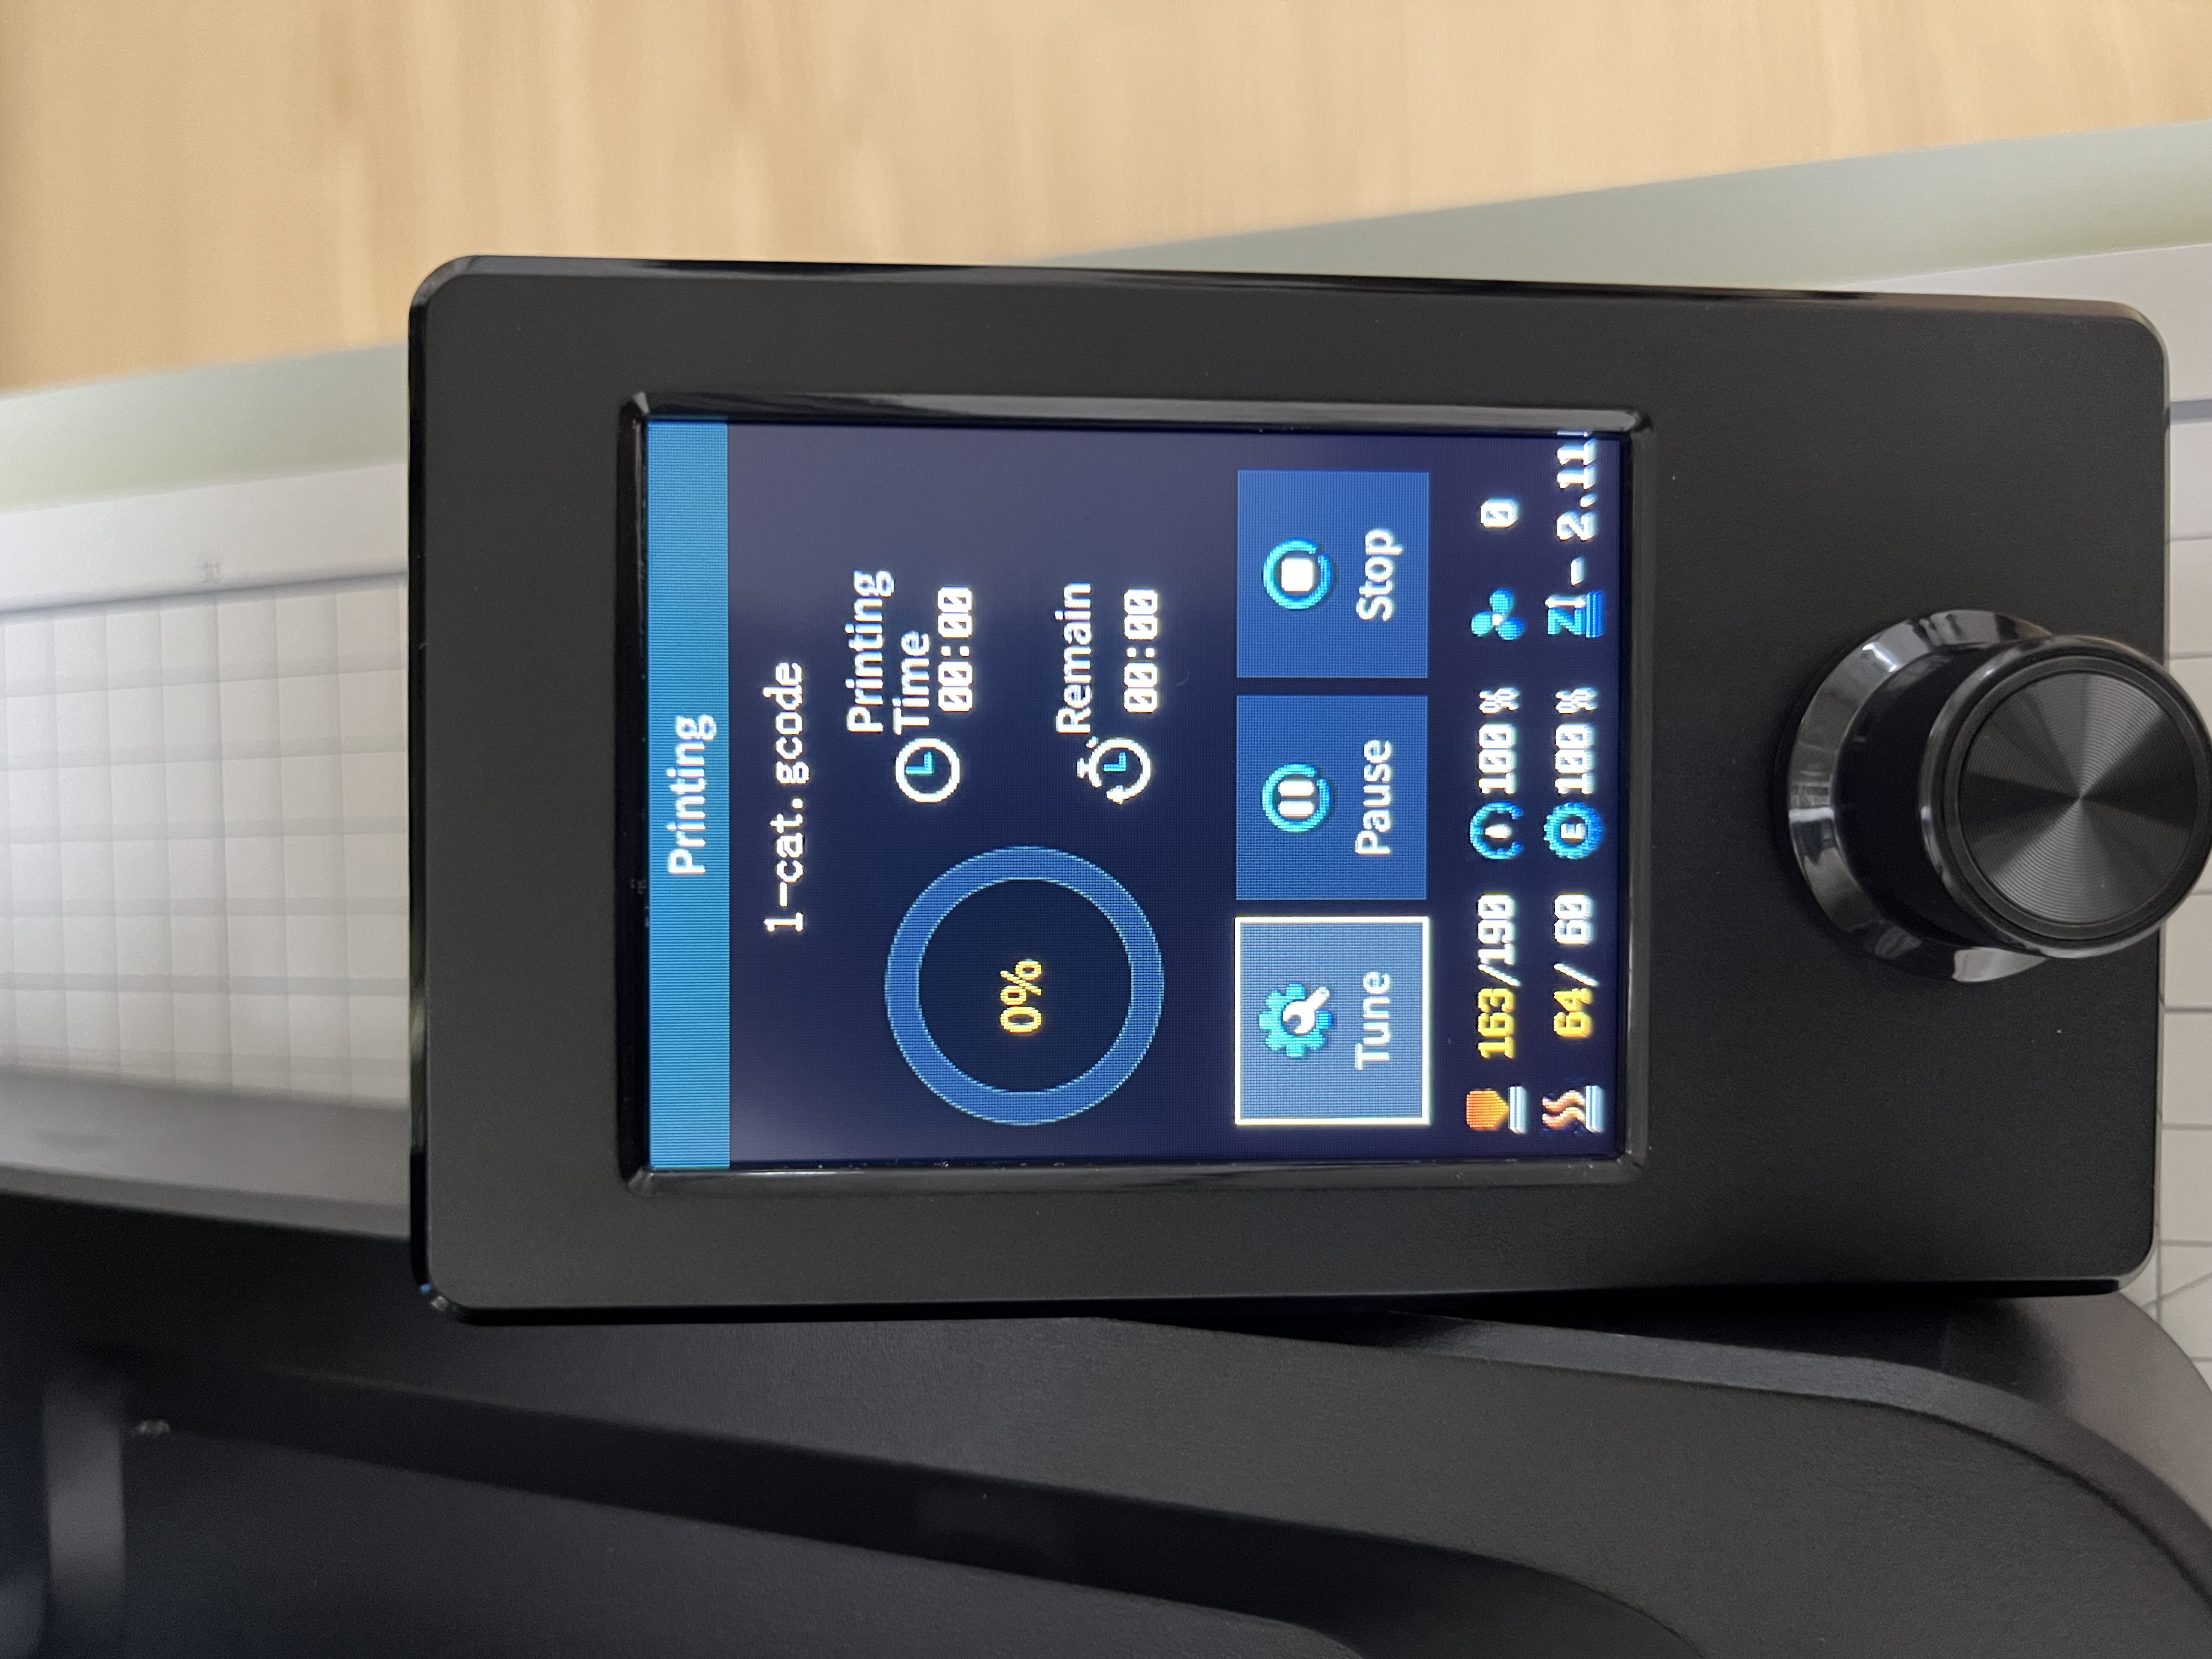 Printing
1-cat.gcode
Printing
Time
00:00
0%
Remain
00:00
Tune
Pause
Stop
163/190 100 % 0
64/ 60 E 100 % Z - 2.11